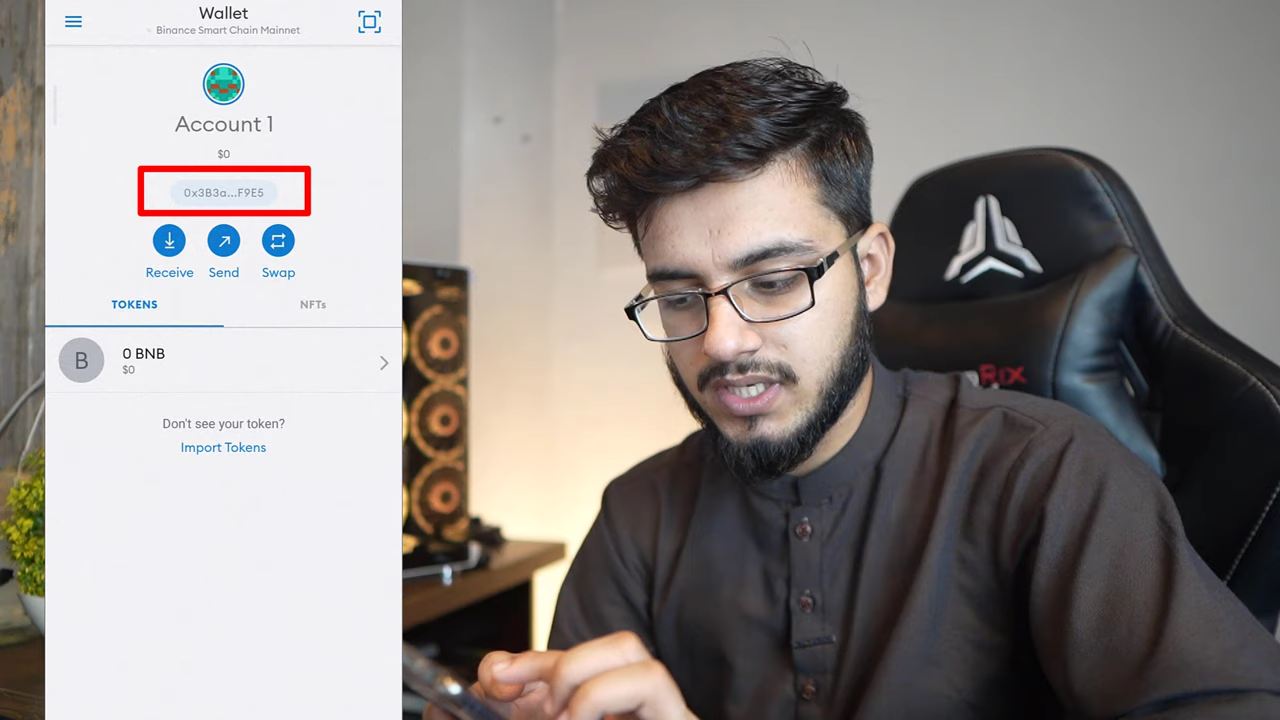 Wallet
Binance Smart Chain Mainnet
Account 1
$0
0x3B3a...F9E5
Receive Send Swap
TOKENS NFTs
B
0 BNB
$0
Don't see your token?
Import Tokens
RIX